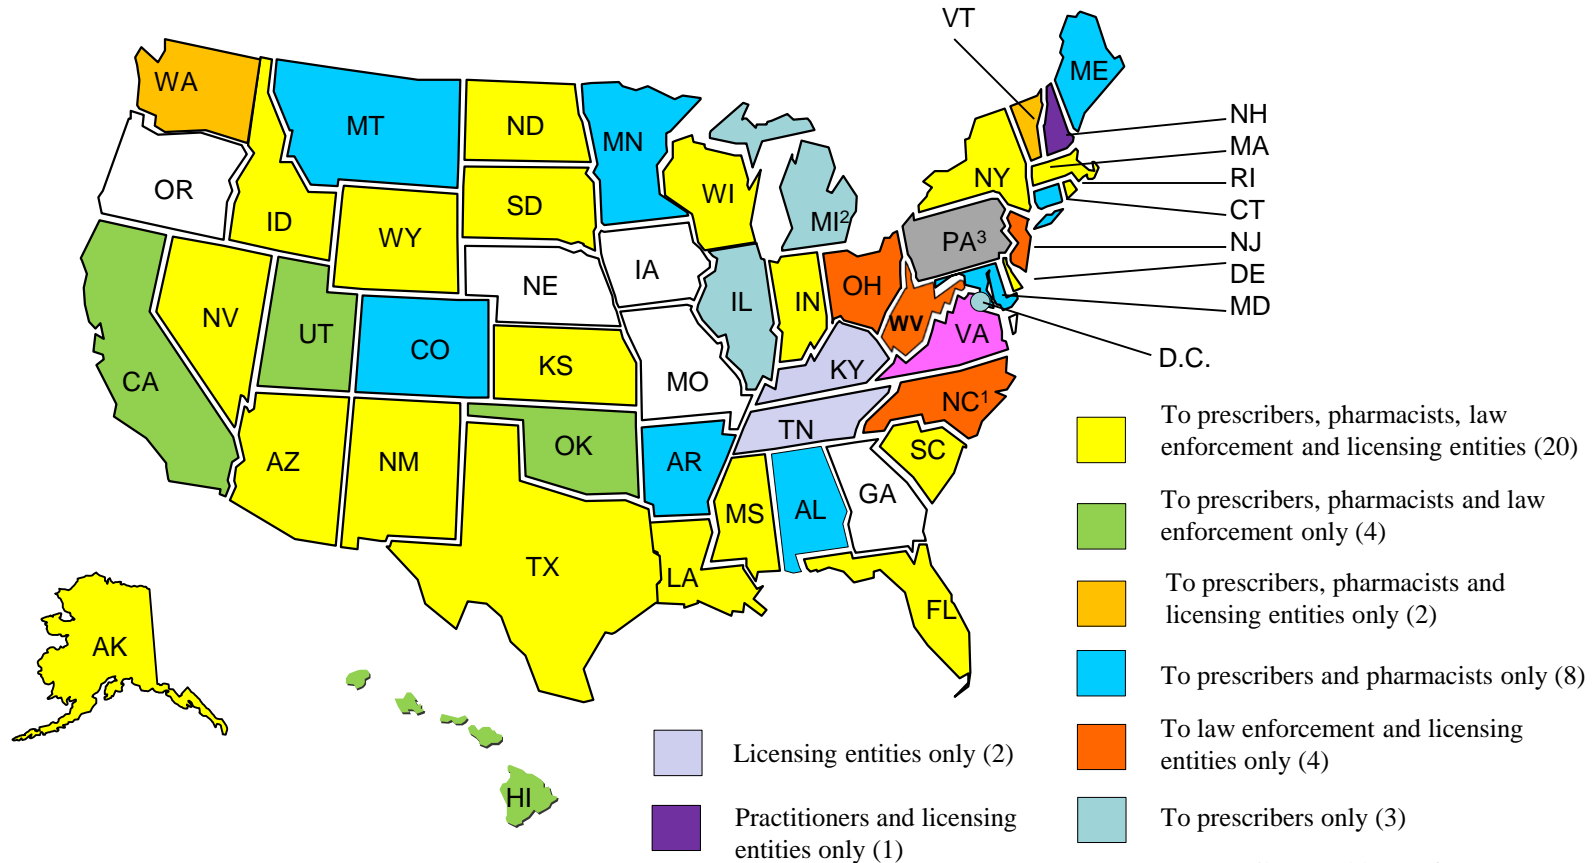 VT
WA
ME
MT
ND
MN
NH
MA
OR
WI
NY
RI
ID
SD
CT
MI²
WY
PA³
NJ
IA
DE
NE
OH
MD
NV
IL
IN
WV
UT
VA
CO
D.C.
KY
CA
KS
MO
NC¹
TN
OK
SC
AZ
NM
AR
GA
MS
AL
TX
LA
FL
AK
HI
To prescribers, pharmacists, law
enforcement and licensing entities (20)
To prescribers, pharmacists and law
enforcement only (4)
To prescribers, pharmacists and
licensing entities only (2)
To prescribers and pharmacists only (8)
To law enforcement and licensing
entities only (4)
To prescribers only (3)
Licensing entities only (2)
Practitioners and licensing
entities only (1)